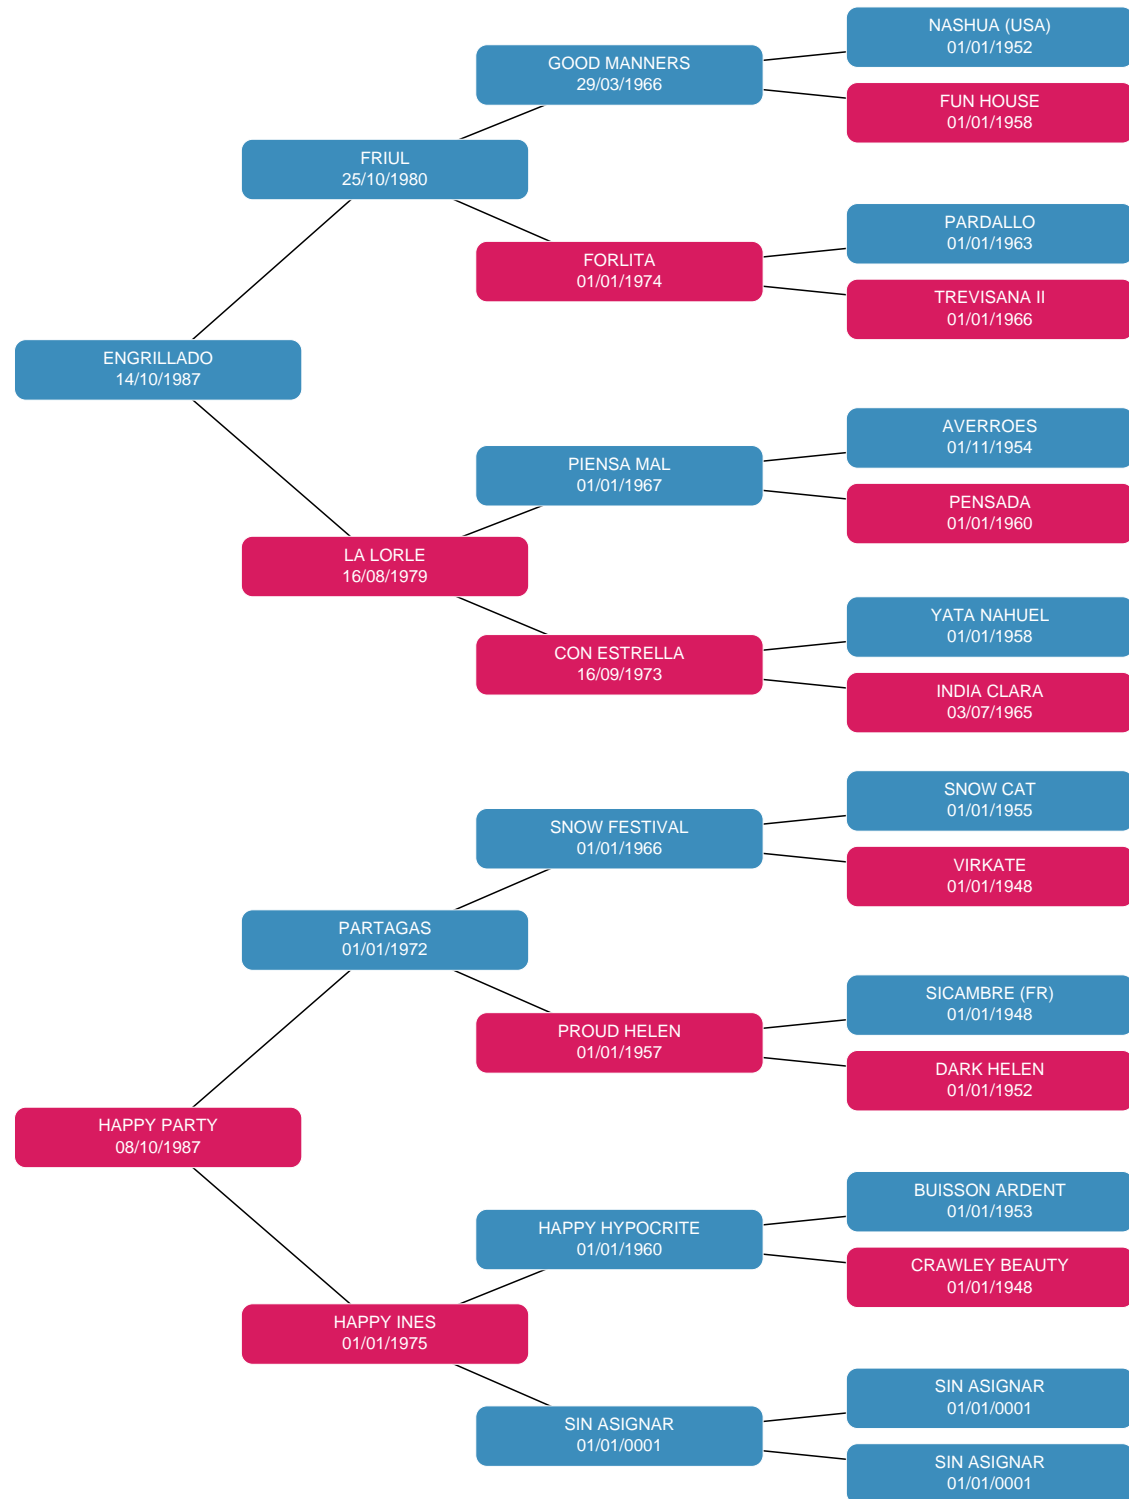 NASHUA (USA)
01/01/1952
GOOD MANNERS
29/03/1966
FUN HOUSE
01/01/1958
FRIUL
25/10/1980
PARDALLO
01/01/1963
FORLITA
01/01/1974
TREVISANA II
01/01/1966
ENGRILLADO
14/10/1987
AVERROES
01/11/1954
PIENSA MAL
01/01/1967
PENSADA
01/01/1960
LA LORLE
16/08/1979
YATA NAHUEL
01/01/1958
CON ESTRELLA
16/09/1973
INDIA CLARA
03/07/1965
SNOW CAT
01/01/1955
SNOW FESTIVAL
01/01/1966
VIRKATE
01/01/1948
PARTAGAS
01/01/1972
SICAMBRE (FR)
01/01/1948
PROUD HELEN
01/01/1957
DARK HELEN
01/01/1952
HAPPY PARTY
08/10/1987
BUISSON ARDENT
01/01/1953
HAPPY HYPOCRITE
01/01/1960
CRAWLEY BEAUTY
01/01/1948
HAPPY INES
01/01/1975
SIN ASIGNAR
01/01/0001
SIN ASIGNAR
01/01/0001
SIN ASIGNAR
01/01/0001